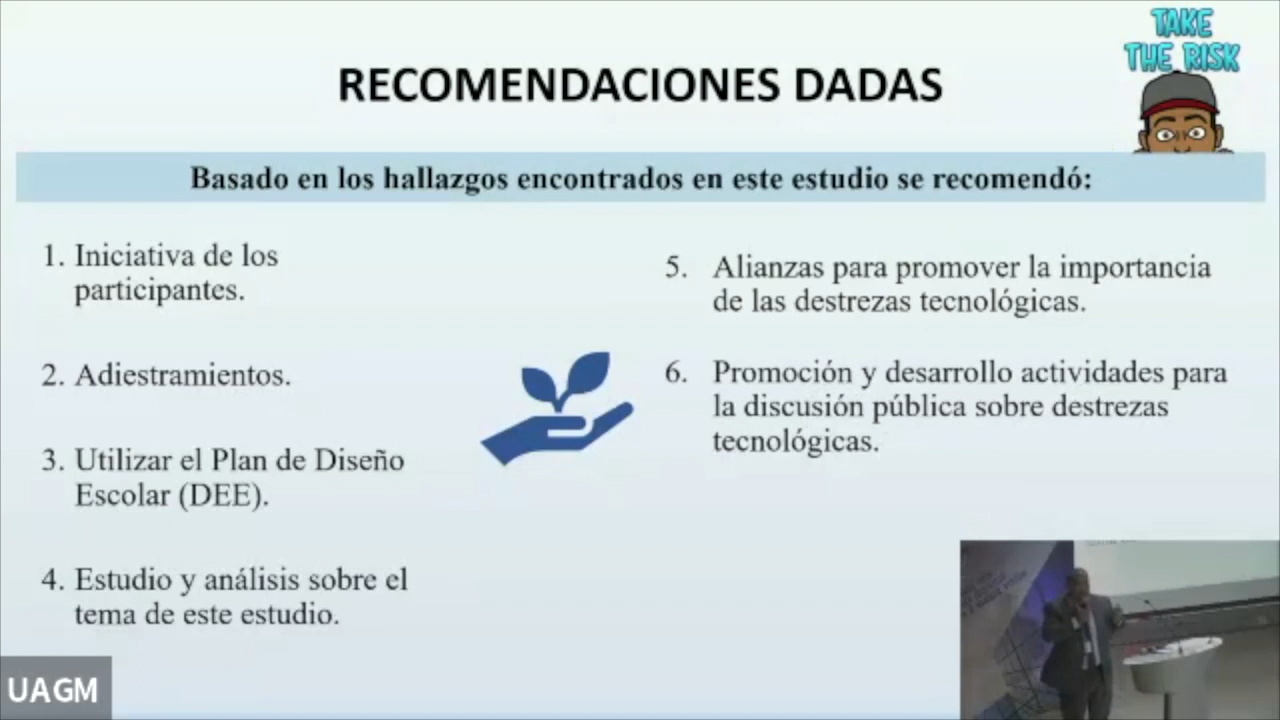 TAKE
THE RISK
RECOMENDACIONES DADAS
Basado en los hallazgos encontrados en este estudio se recomendó:
1. Iniciativa de los
participantes.
2. Adiestramientos.
3. Utilizar el Plan de Diseño
Escolar (DEE).
4. Estudio y análisis sobre el
tema de este estudio.
5. Alianzas para promover la importancia
de las destrezas tecnológicas.
6. Promoción y desarrollo actividades para
la discusión pública sobre destrezas
tecnológicas.
UAGM